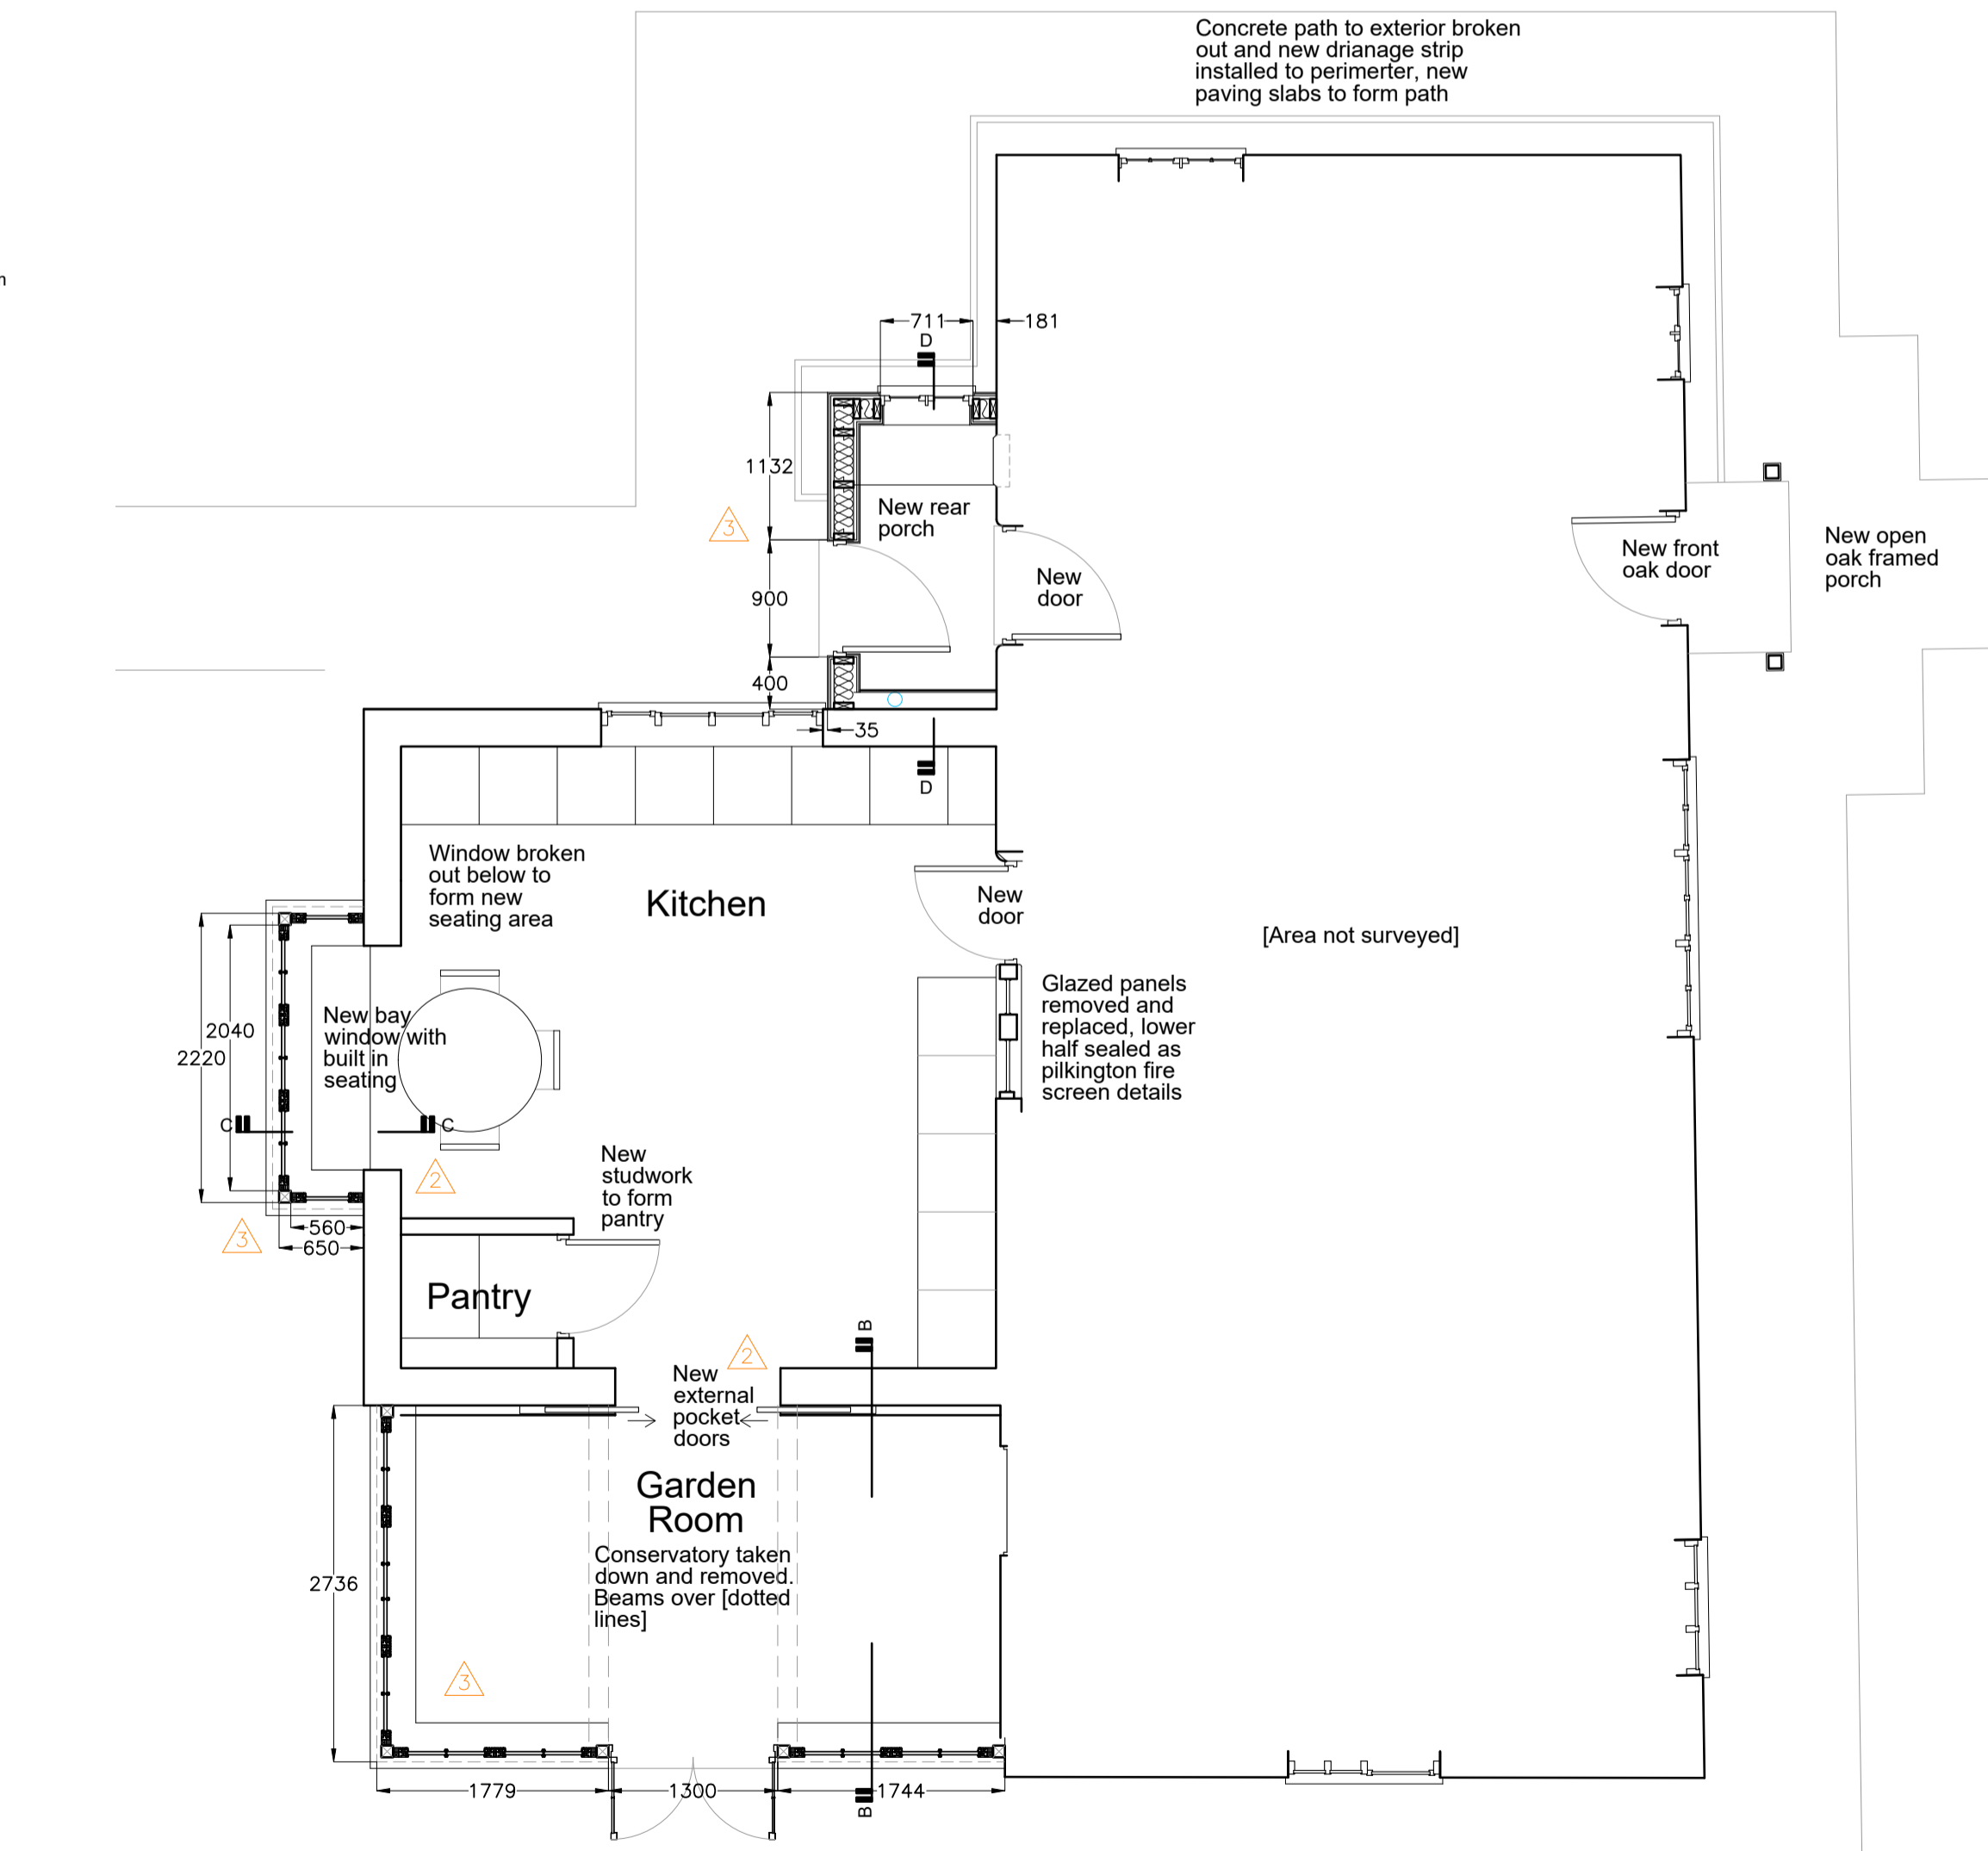 Concrete path to exterior broken
out and new drianage strip
installed to perimerter, new
paving slabs to form path
711
181
D
1132
3
New rear
porch
New
door
900
400
New front
oak door
New open
oak framed
porch
35
D
Window broken
out below to
form new
seating area
Kitchen
New
door
[Area not surveyed]
Glazed panels
removed and
replaced, lower
half sealed as
pilkington fire
screen details
New bay
window with
built in
seating
2040
2220
C
C
2
3
560
650
New
studwork
to form
pantry
Pantry
B
2
New
external
pocket
doors
Garden
Room
Conservatory taken
down and removed.
Beams over [dotted
lines]
2736
3
1779
1300
1744
B